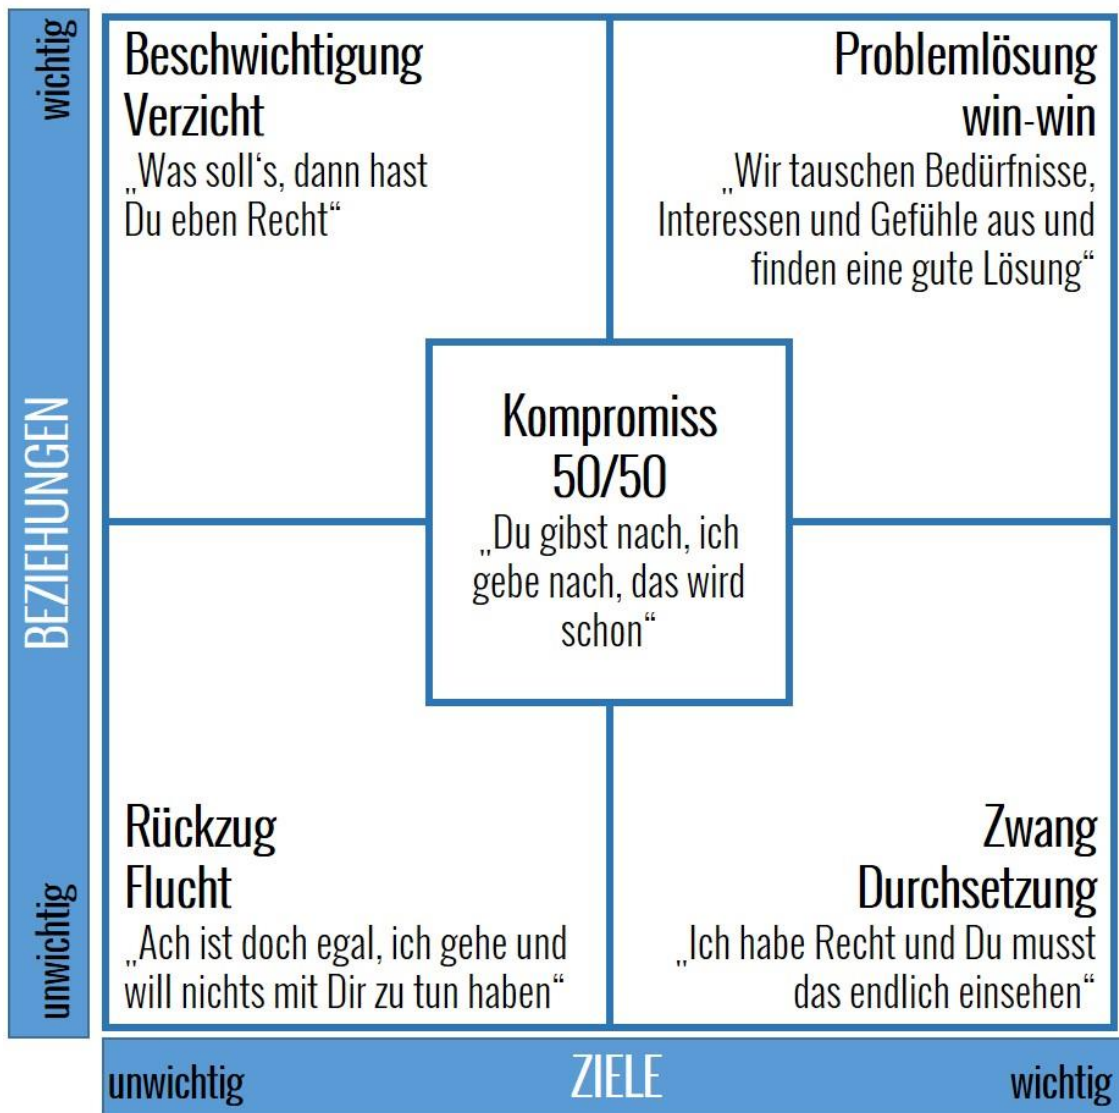 wichtig
BEZIEHUNGEN
unwichtig
Beschwichtigung
Verzicht
„Was soll‘s, dann hast
Du eben Recht“
Problemlösung
win-win
„Wir tauschen Bedürfnisse,
Interessen und Gefühle aus und
finden eine gute Lösung“
Kompromiss
50/50
„Du gibst nach, ich
gebe nach, das wird
schon“
Rückzug
Flucht
„Ach ist doch egal, ich gehe und
will nichts mit Dir zu tun haben“
Zwang
Durchsetzung
„Ich habe Recht und Du musst
das endlich einsehen“
unwichtig
ZIELE
wichtig